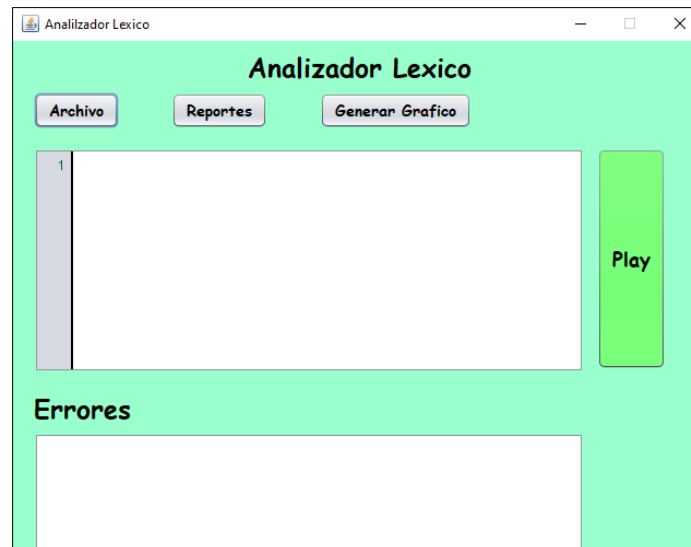 Analilzador Lexico
Analizador Lexico
Archivo Reportes Generar Grafico
1
Play
Errores